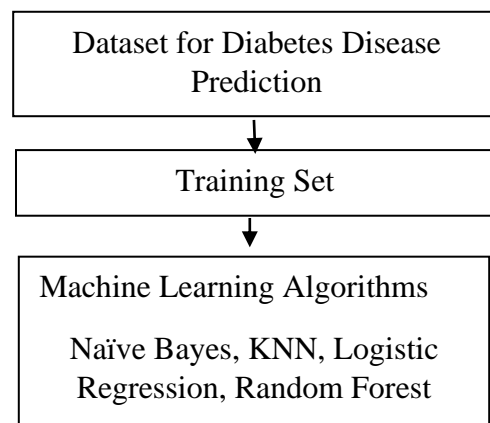 Dataset for Diabetes Disease
Prediction
Training Set
Machine Learning Algorithms
Naïve Bayes, KNN, Logistic
Regression, Random Forest